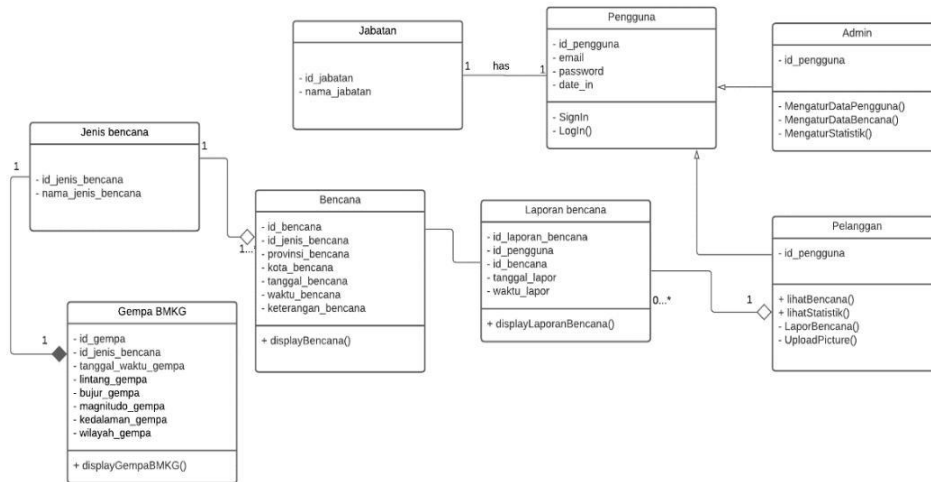 Jabatan
- id_jabatan
- nama_jabatan
1
has
1
Pengguna
- id_pengguna
- email
- password
- date_in
- SignIn
- LogIn()
Admin
- id_pengguna
- MengaturDataPengguna()
- MengaturDataBencana()
- MengaturStatistik()
Jenis bencana
- id_jenis_bencana
- nama_jenis_bencana
1
1
1...*
Bencana
- id_bencana
- id_jenis_bencana
- provinsi_bencana
- kota_bencana
- tanggal_bencana
- waktu_bencana
- keterangan_bencana
+ displayBencana()
Laporan bencana
- id_laporan_bencana
- id_pengguna
- id_bencana
- tanggal_lapor
- waktu_lapor
+ displayLaporanBencana()
0...*
1
Pelanggan
- id_pengguna
+ lihatBencana()
+ lihatStatistik()
- LaporBencana()
- UploadPicture()
1
Gempa BMKG
- id_gempa
- id_jenis_bencana
- tanggal_waktu_gempa
- lintang_gempa
- bujur_gempa
- magnitudo_gempa
- kedalaman_gempa
- wilayah_gempa
+ displayGempaBMKG()